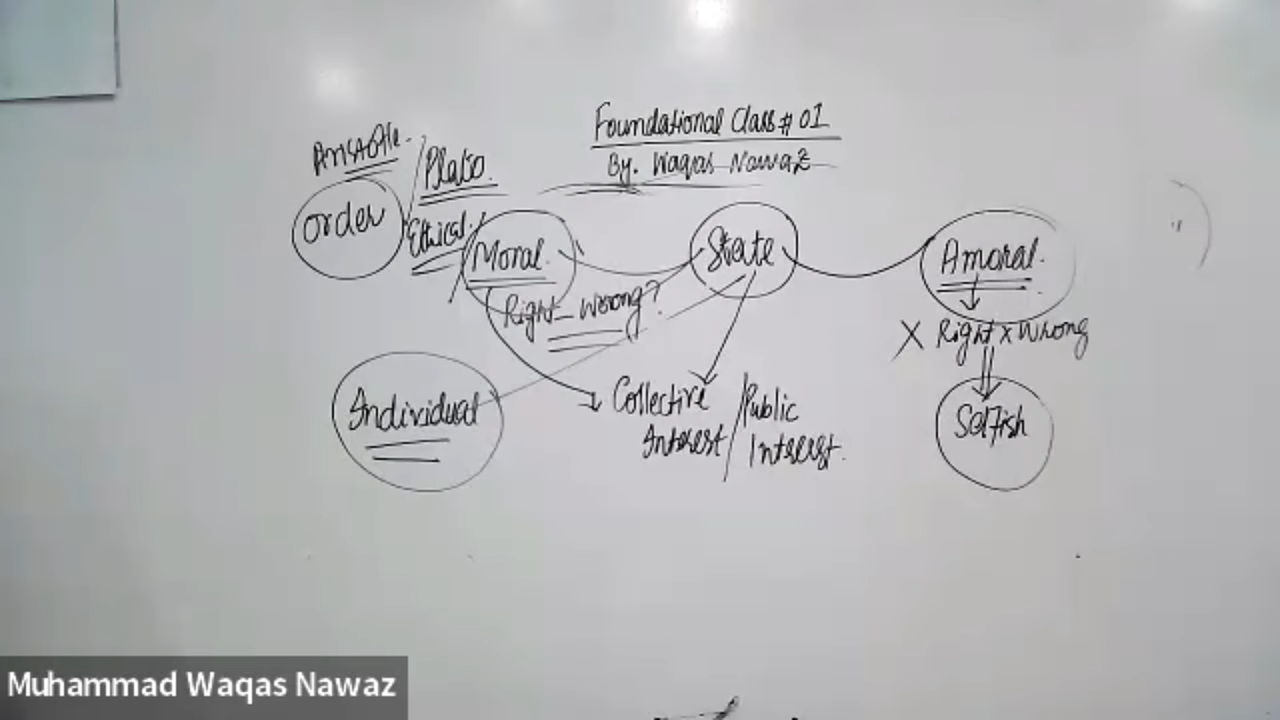 Foundational Class # 01
By. Waqas Nawaz
Aristotle.
Plato.
Order
Ethical.
Moral.
State
Amoral.
Right - Wrong?
X Right X Wrong
Individual
Collective
Interest
Public
Interest.
Selfish
Muhammad Waqas Nawaz